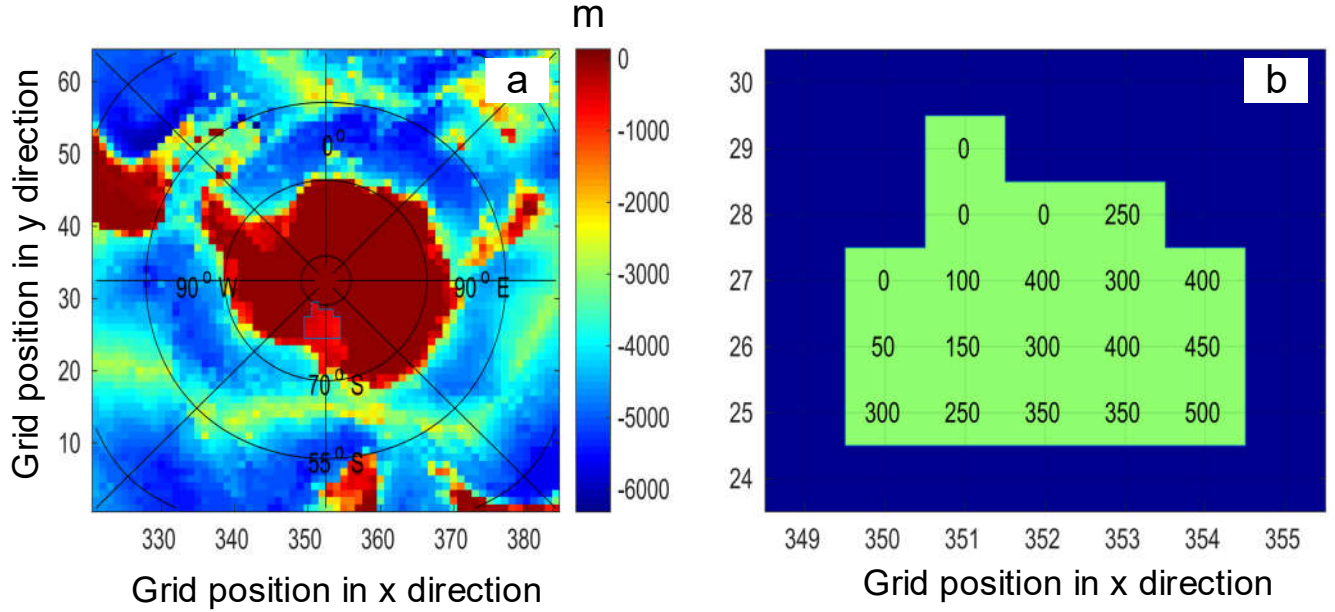 m
a
60
50
40
30
20
10
Grid position in y direction
330 340 350 360 370 380
Grid position in x direction
0°
90° W
90° E
70° S
55° S
0
-1000
-2000
-3000
-4000
-5000
-6000
b
30
29
28
27
26
25
24
0
0 0 250
0 100 400 300 400
50 150 300 400 450
300 250 350 350 500
349 350 351 352 353 354 355
Grid position in x direction